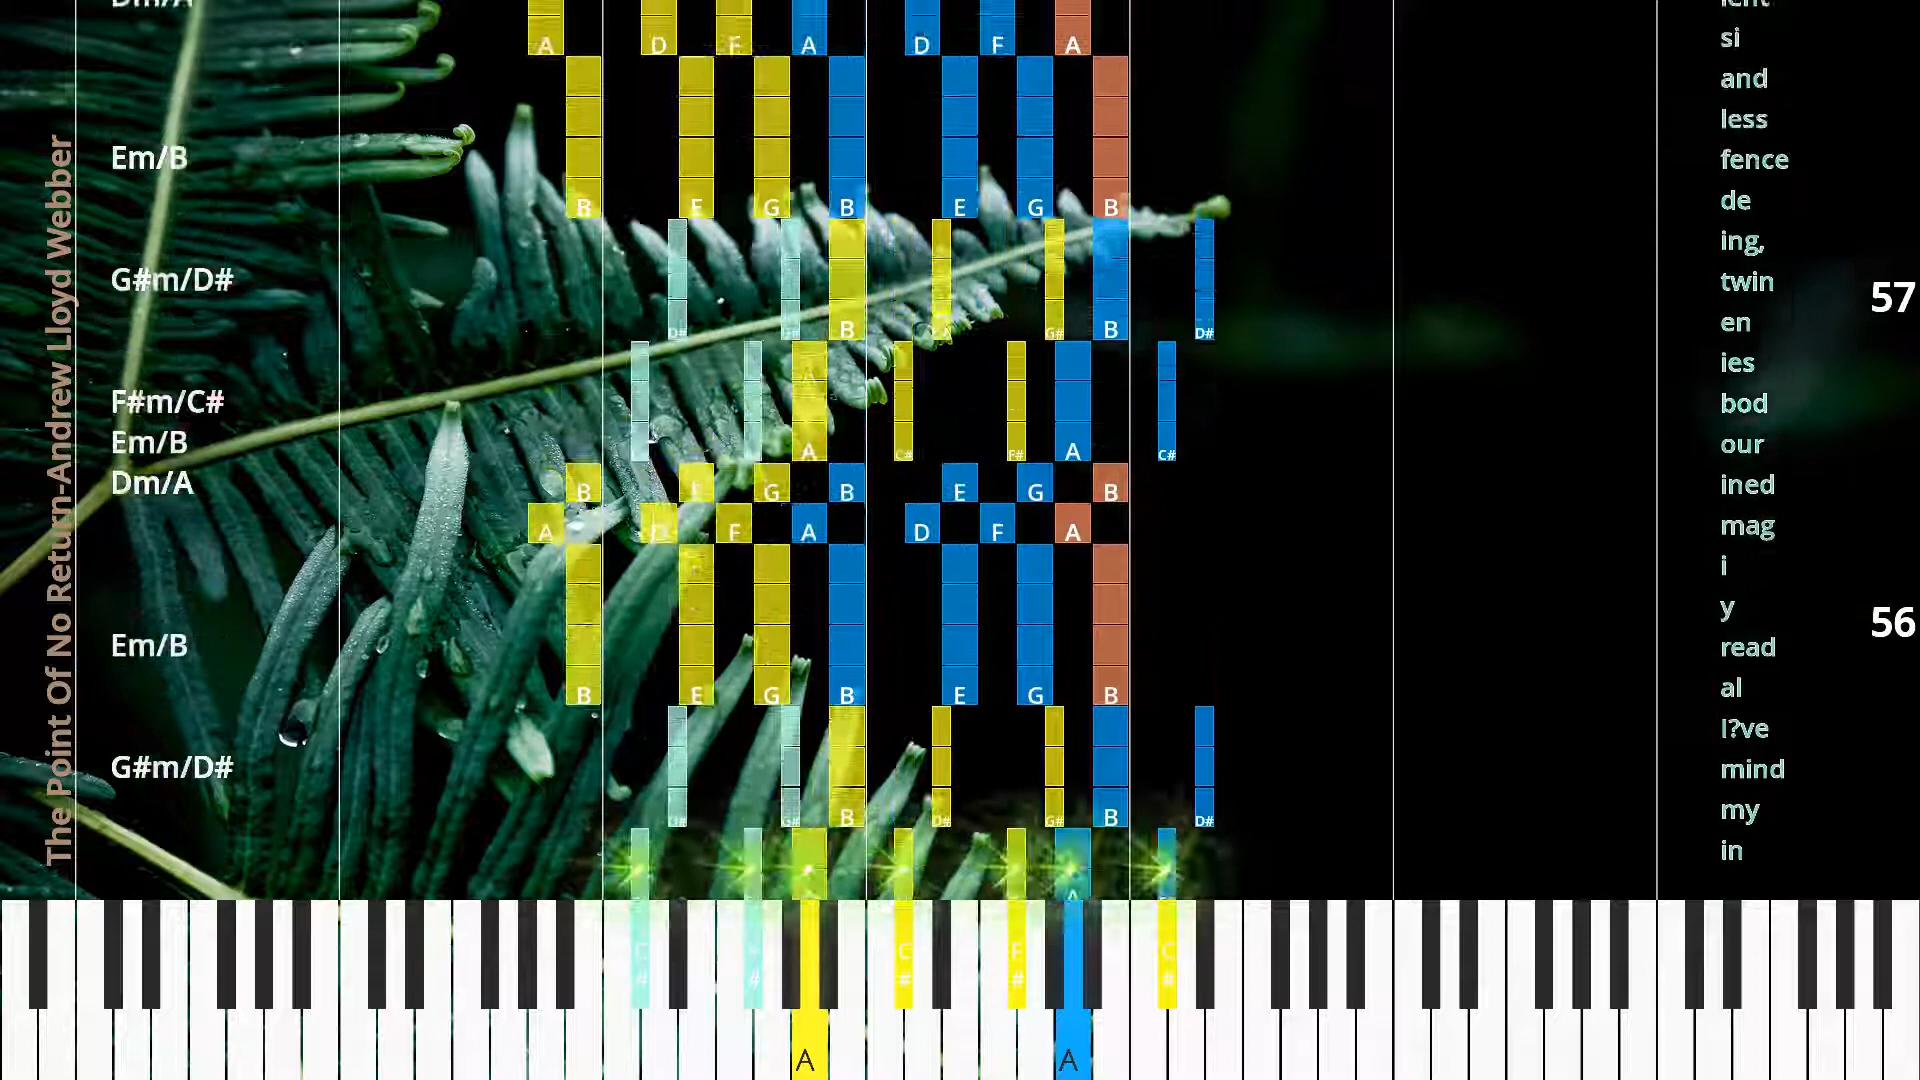 The Point Of No Return-Andrew Lloyd Webber
Dm/A
A D F A D F A
si
and
less
Em/B
fence
B E G B E G B
de
ing,
G#m/D#
twin
57
D# G# B G# B D#
en
ies
F#m/C#
bod
Em/B
our
A C# F# A C#
Dm/A
ined
B E G B E G B
A D F A D F A
mag
i
y
56
Em/B
read
al
B E G B E G B
I?ve
G#m/D#
mind
D# G# B D# G# B D#
my
in
A
C# # C# F# C#
A A